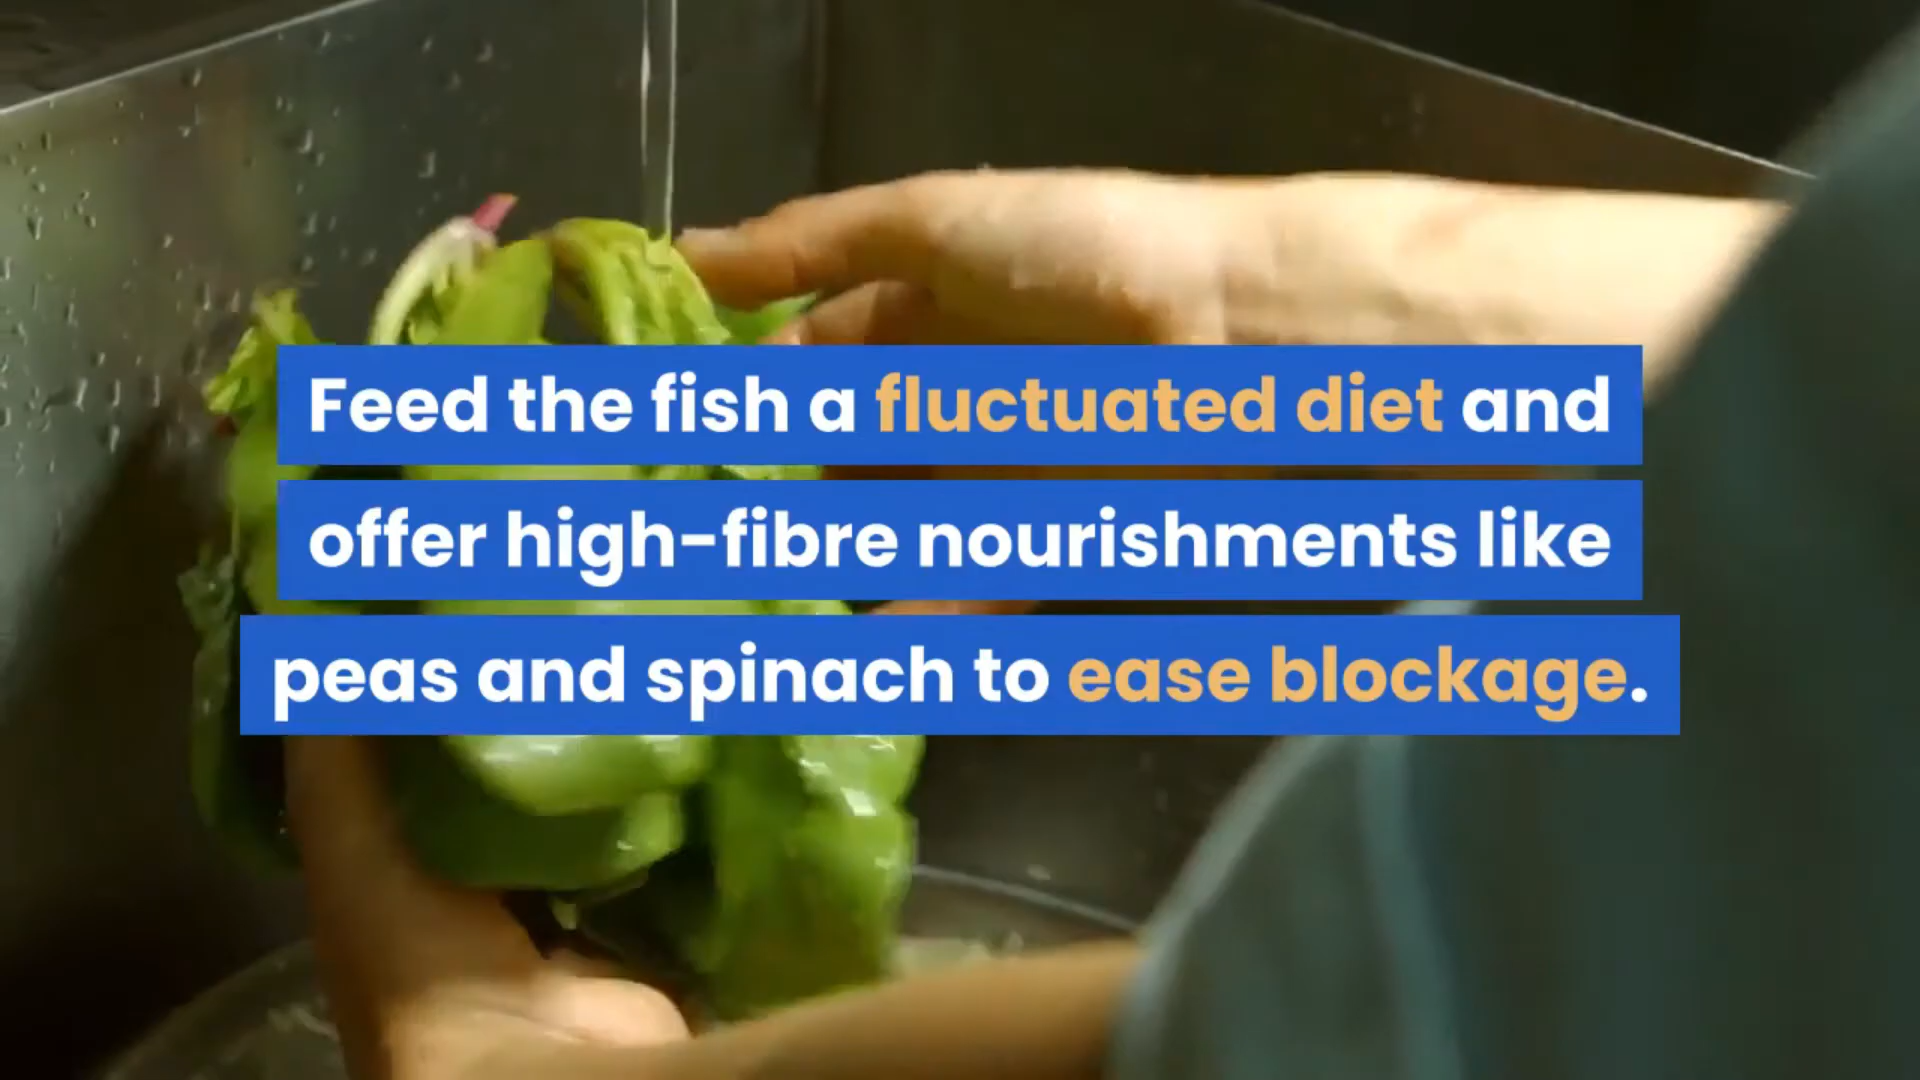 Feed the fish a fluctuated diet and
offer high-fibre nourishments like
peas and spinach to ease blockage.